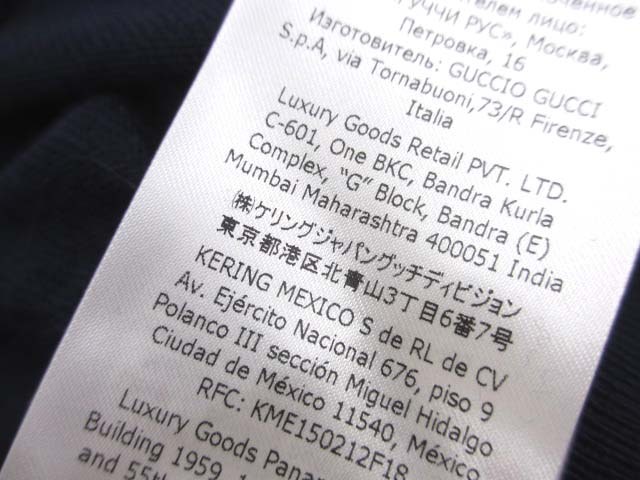 телем лицо:
УЧЧИ РУС», Москва,
Петровка, 16
Изготовитель: GUCCIO GUCCI
S.p.A, via Tornabuoni,73/R Firenze,
Italia
Luxury Goods Retail PVT. LTD.
C-601, One BKC, Bandra Kurla
Complex, “G” Block, Bandra (E)
Mumbai Maharashtra 400051 India
㈱ケリングジャパングッチディビジョン
東京都港区北青山3丁目6番7号
KERING MEXICO S de RL de CV
Av. Ejército Nacional 676, piso 9
Polanco III sección Miguel Hidalgo
Ciudad de México 11540, México
RFC: KME150212F18
Luxury Goods Pana
Building 1959,
and 55th